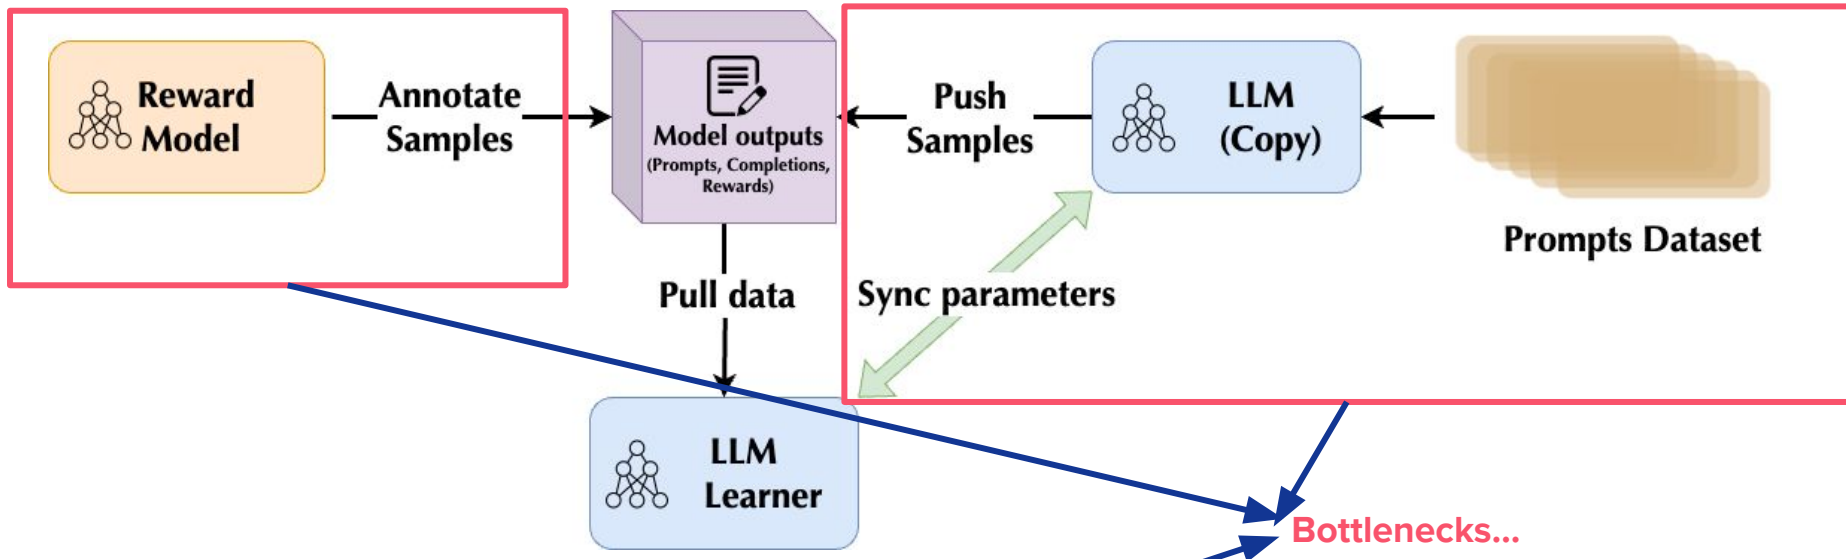 Reward
Model
Annotate
Samples
Model outputs
(Prompts, Completions,
Rewards)
Push
Samples
LLM
(Copy)
Prompts Dataset
Pull data
Sync parameters
LLM
Learner
Bottlenecks...